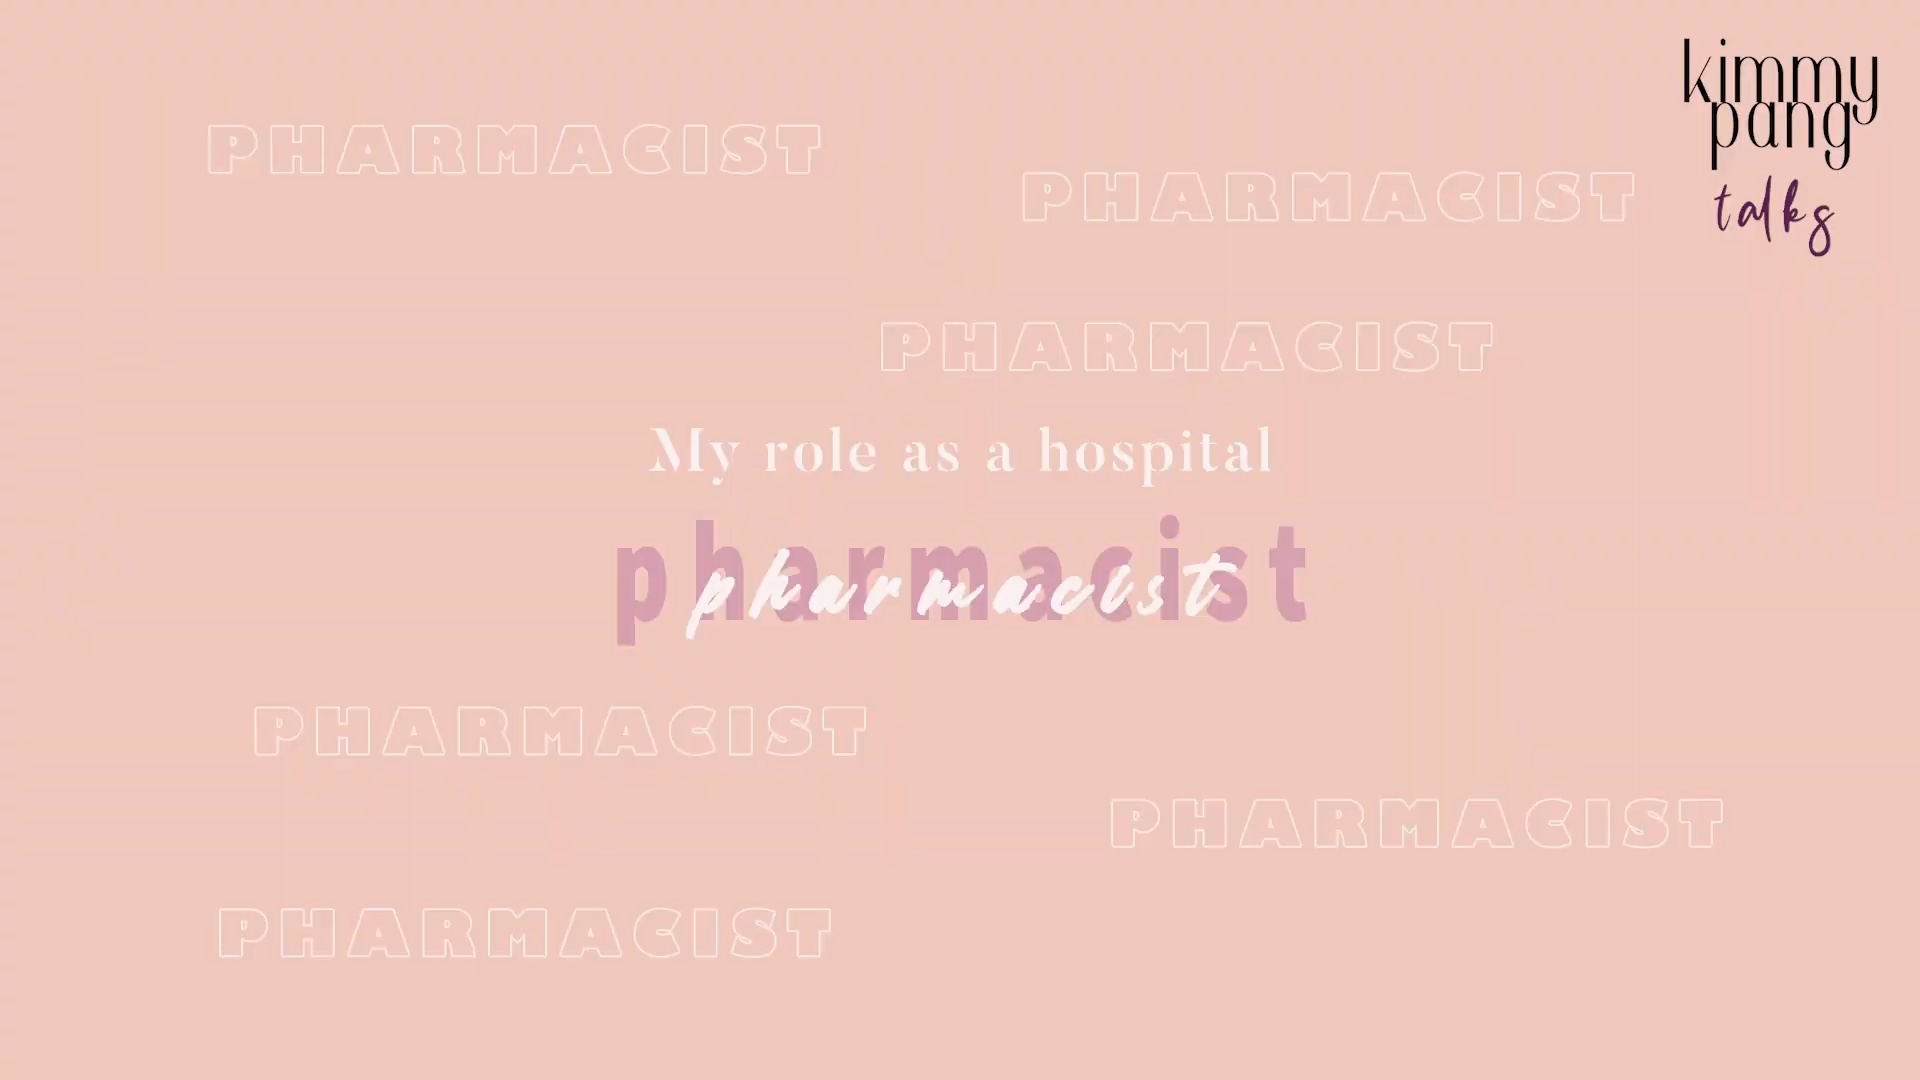 kimmy
pang
talks
PHARMACIST
PHARMACIST
PHARMACIST
My role as a hospital
pharmacist
pharmacist
PHARMACIST
PHARMACIST
PHARMACIST